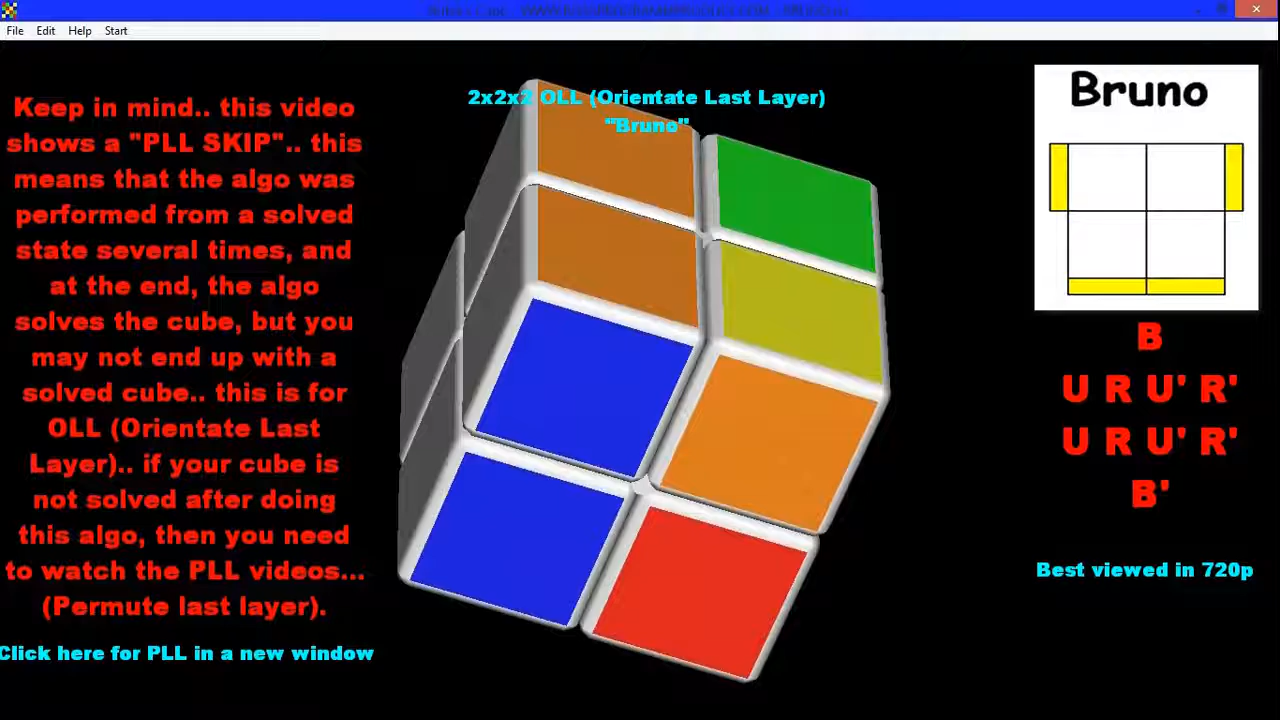 File Edit Help Start
2x2x2 OLL (Orientate Last Layer)
"Bruno"
Keep in mind.. this video
shows a "PLL SKIP".. this
means that the algo was
performed from a solved
state several times, and
at the end, the algo
solves the cube, but you
may not end up with a
solved cube.. this is for
OLL (Orientate Last
Layer).. if your cube is
not solved after doing
this algo, then you need
to watch the PLL videos...
(Permute last layer).
Click here for PLL in a new window
Bruno
B
U R U' R'
U R U' R'
B'
Best viewed in 720p